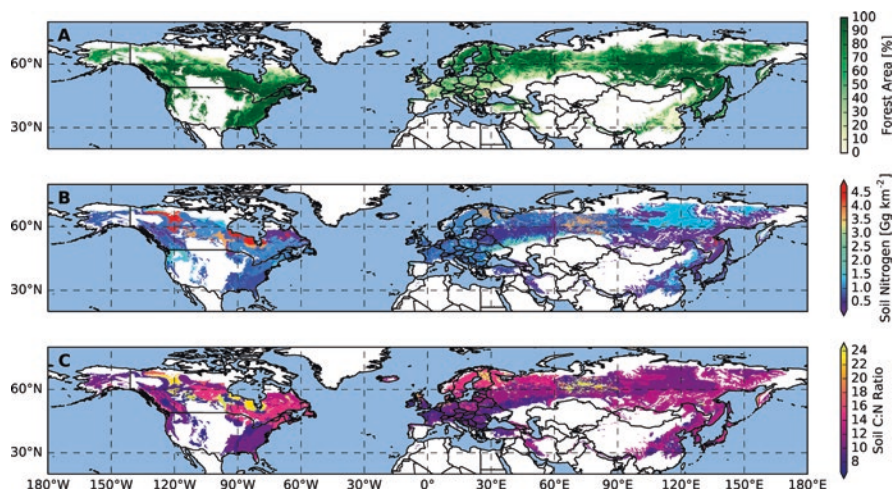 A
60°N
30°N
100
90
80
70
60
50
40
30
20
10
0
Forest Area [%]
B
60°N
30°N
4.5
4.0
3.5
3.0
2.5
2.0
1.5
1.0
0.5
Soil Nitrogen [Gg km⁻²]
C
60°N
30°N
24
22
20
18
16
14
12
10
8
Soil C:N Ratio
180°W 150°W 120°W 90°W 60°W 30°W 0° 30°E 60°E 90°E 120°E 150°E 180°E